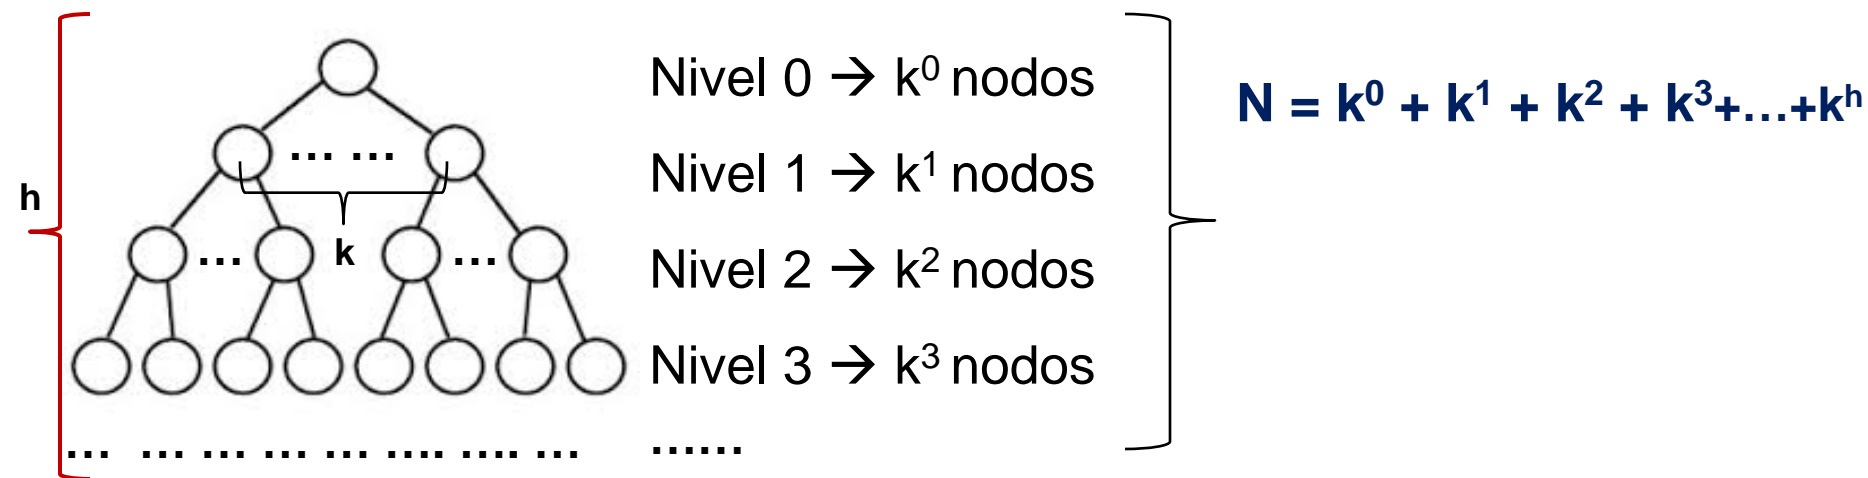 h
... ...
... k ...
... ... ... ... ... .... .... ...
Nivel 0 → k⁰ nodos
Nivel 1 → k¹ nodos
Nivel 2 → k² nodos
Nivel 3 → k³ nodos
......
N = k⁰ + k¹ + k² + k³+...+kʰ